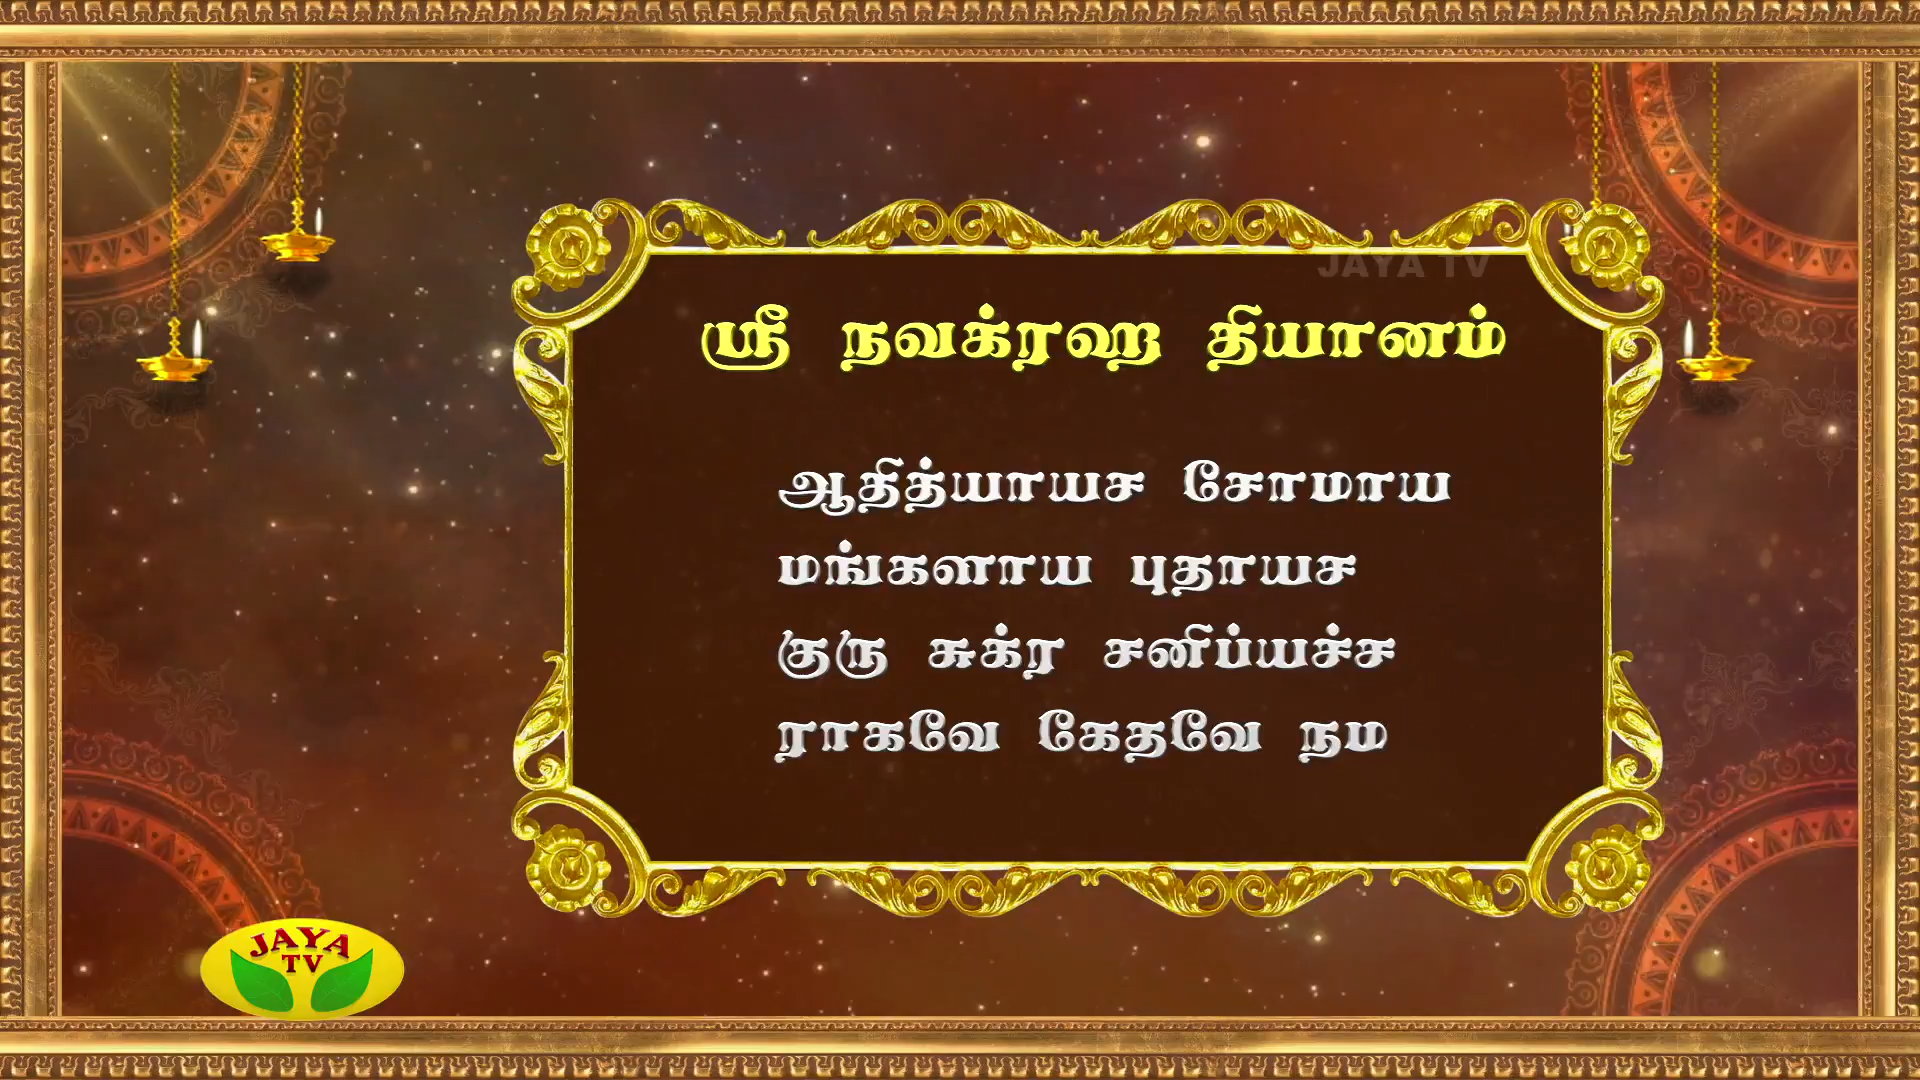 JAYA TV
ஸ்ரீ நவக்ரஹ தியானம்
ஆதித்யாயச சோமாய
மங்களாய புதாயச
குரு சுக்ர சனிப்யச்ச
ராகவே கேதவே நம
JAYA
TV